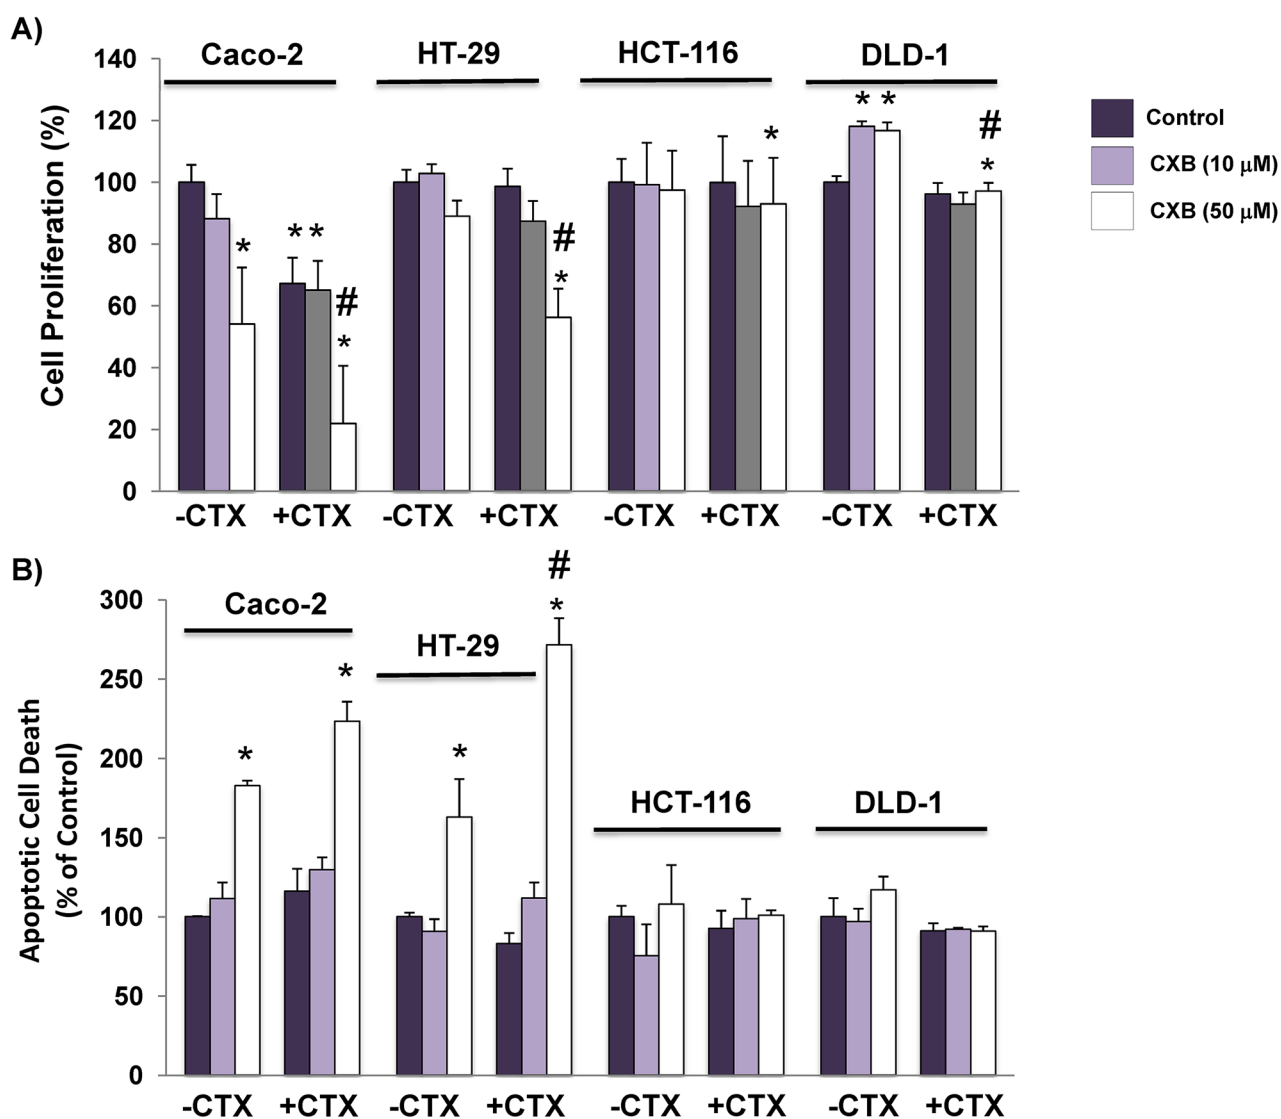 A)
Caco-2
HT-29
HCT-116
DLD-1
Cell Proliferation (%)
140
120
100
80
60
40
20
0
*
* *
#
*
#
*
*
* *
#
*
-CTX +CTX -CTX +CTX -CTX +CTX -CTX +CTX
Control
CXB (10 μM)
CXB (50 μM)
B)
Caco-2
HT-29
HCT-116
DLD-1
Apoptotic Cell Death
(% of Control)
300
250
200
150
100
50
0
*
*
*
#
*
-CTX +CTX -CTX +CTX -CTX +CTX -CTX +CTX